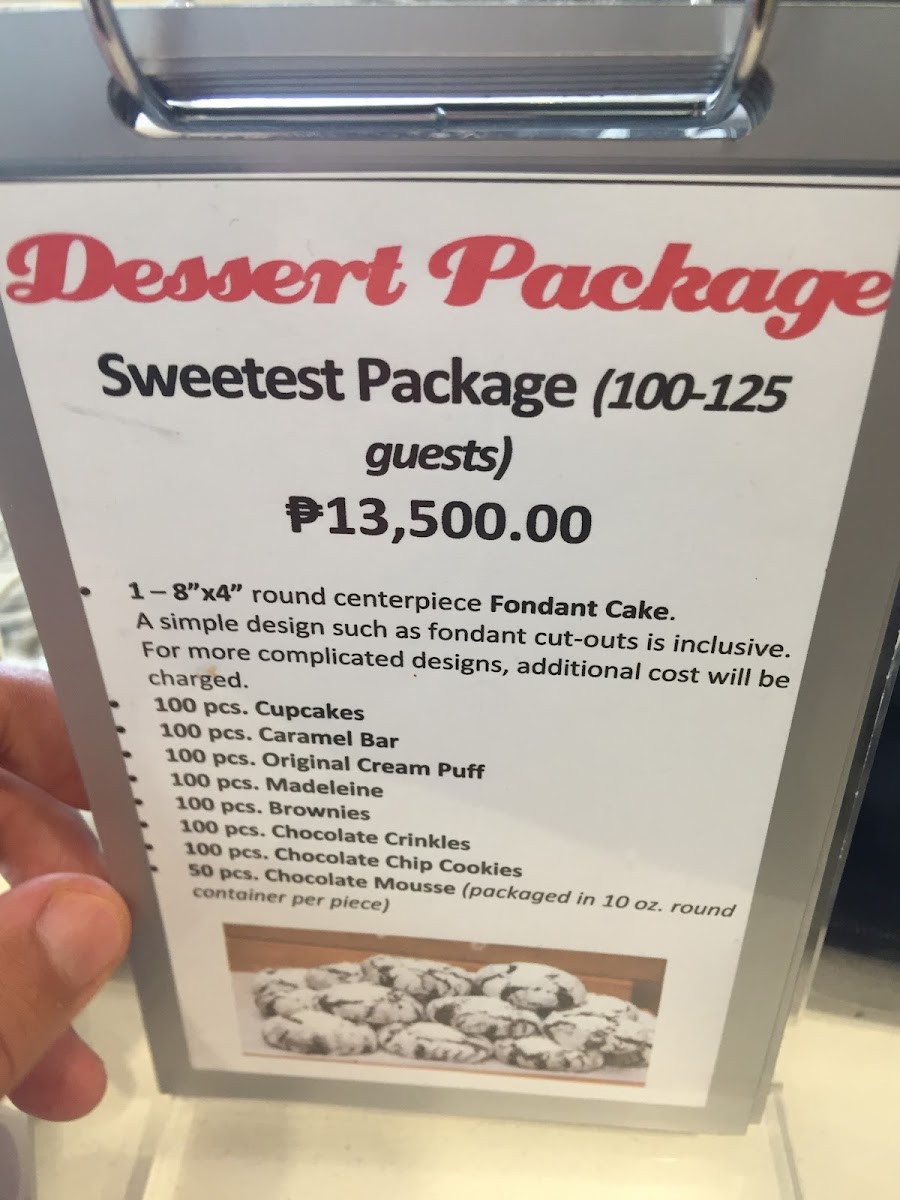 Dessert Package
Sweetest Package (100-125
guests)
₱13,500.00
• 1 – 8”x4” round centerpiece Fondant Cake.
A simple design such as fondant cut-outs is inclusive.
For more complicated designs, additional cost will be
charged.
• 100 pcs. Cupcakes
• 100 pcs. Caramel Bar
• 100 pcs. Original Cream Puff
• 100 pcs. Madeleine
• 100 pcs. Brownies
• 100 pcs. Chocolate Crinkles
• 100 pcs. Chocolate Chip Cookies
• 50 pcs. Chocolate Mousse (packaged in 10 oz. round
container per piece)